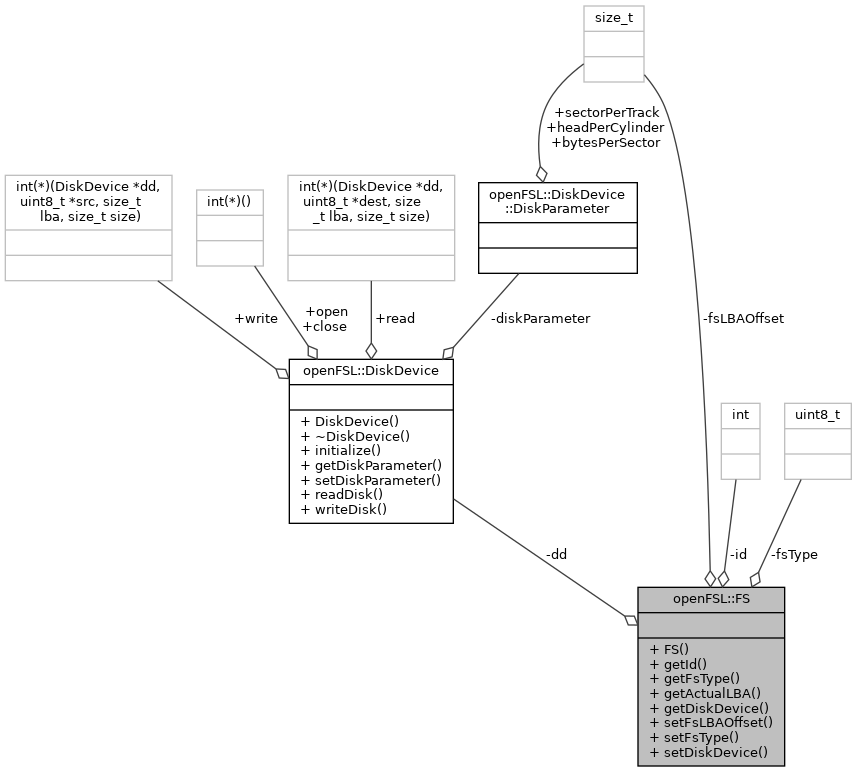 size_t
+sectorPerTrack
+headPerCylinder
+bytesPerSector
int(*)(DiskDevice *dd,
uint8_t *src, size_t
lba, size_t size)
int(*)()
int(*)(DiskDevice *dd,
uint8_t *dest, size
_t lba, size_t size)
openFSL::DiskDevice
::DiskParameter
+write
+open
+close
+read
-diskParameter
-fsLBAOffset
openFSL::DiskDevice
+ DiskDevice()
+ ~DiskDevice()
+ initialize()
+ getDiskParameter()
+ setDiskParameter()
+ readDisk()
+ writeDisk()
int
uint8_t
-dd
-id
-fsType
openFSL::FS
+ FS()
+ getId()
+ getFsType()
+ getActualLBA()
+ getDiskDevice()
+ setFsLBAOffset()
+ setFsType()
+ setDiskDevice()